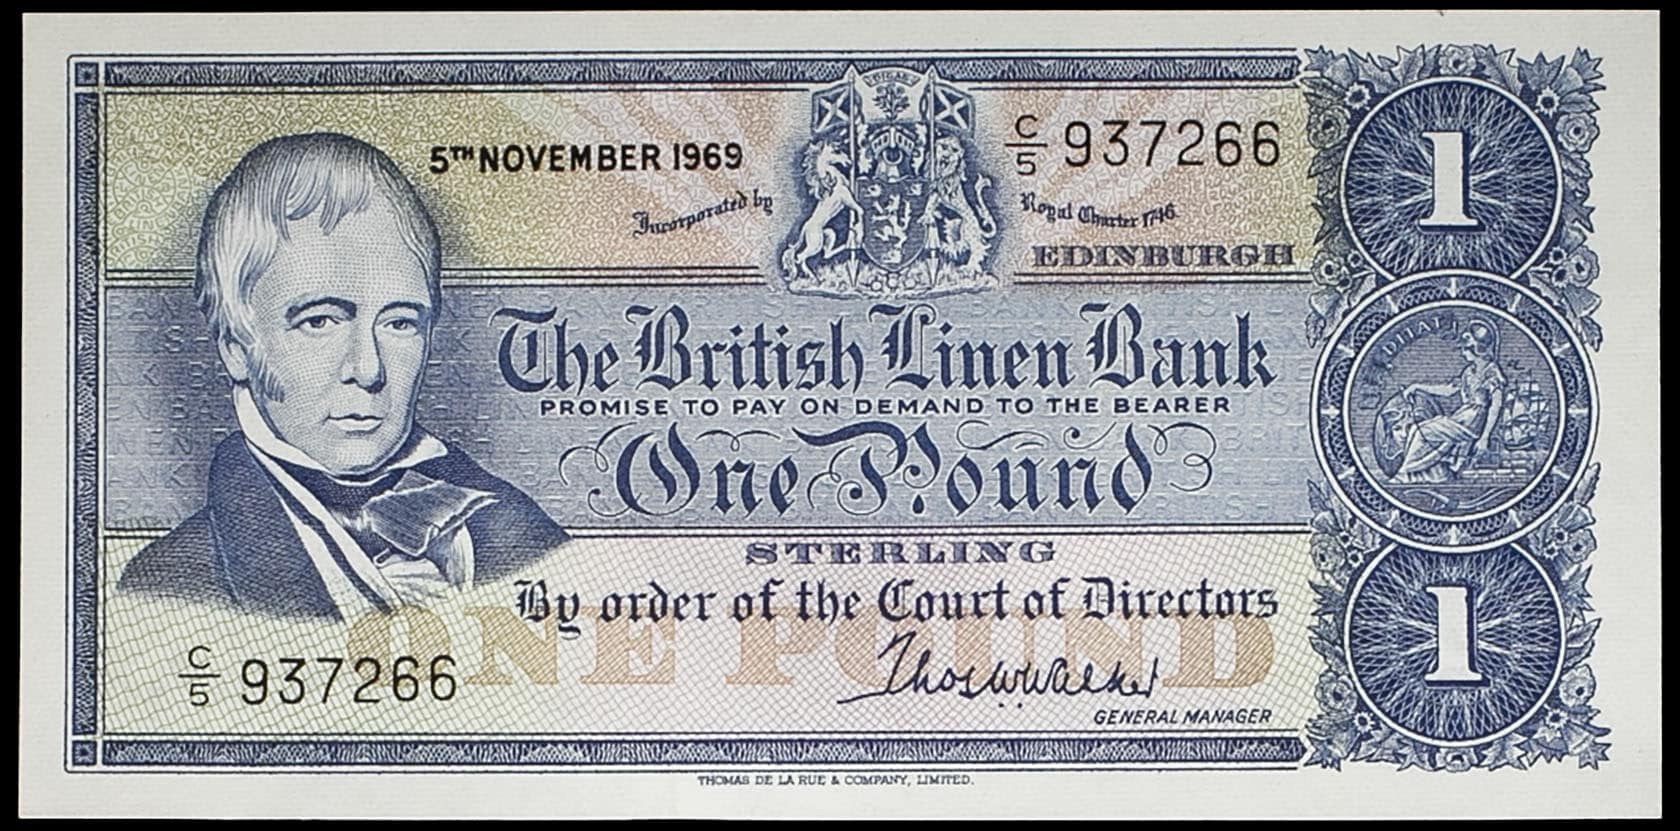 5TH NOVEMBER 1969
C/5 937266
Incorporated by Royal Charter 1746.
EDINBURGH
The British Linen Bank
PROMISE TO PAY ON DEMAND TO THE BEARER
One Pound
STERLING
By order of the Court of Directors
ONE POUND
C/5 937266
Thos W Walker
GENERAL MANAGER
THOMAS DE LA RUE & COMPANY, LIMITED.
1
1